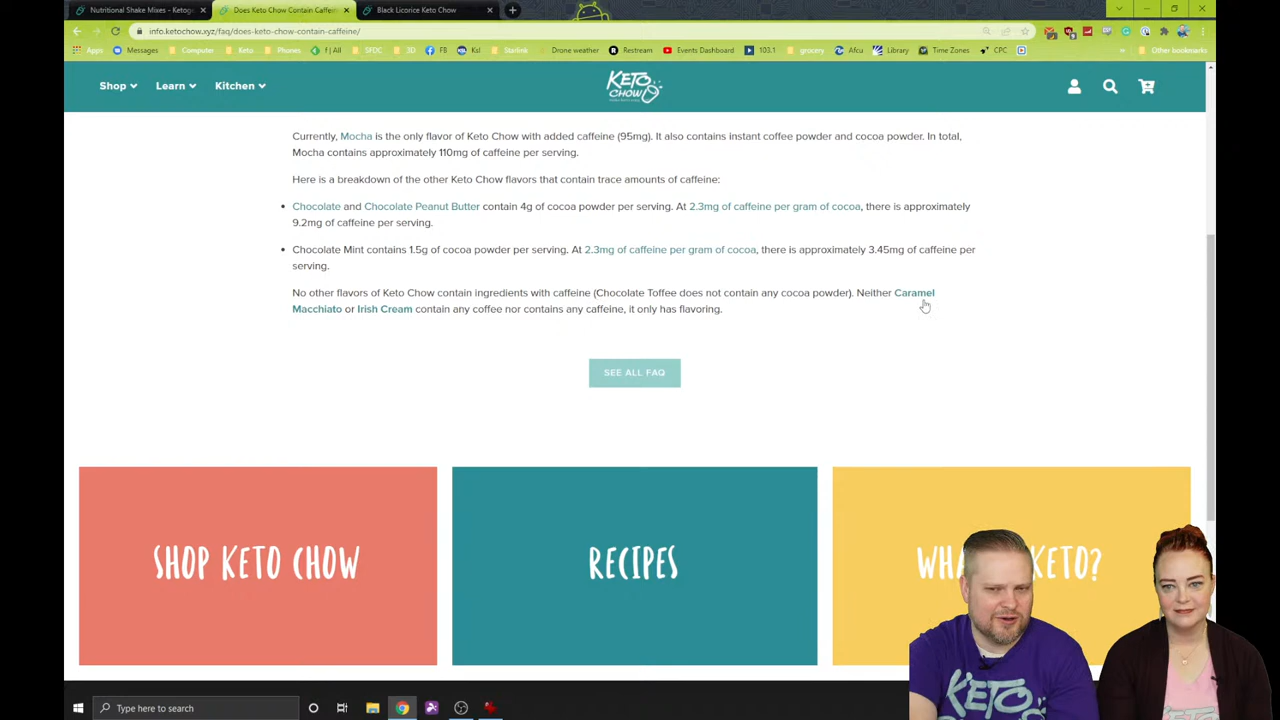 Nutritional Shake Mixes - Ketoge
Does Keto Chow Contain Caffeine
Black Licorice Keto Chow
info.ketochow.xyz/faq/does-keto-chow-contain-caffeine/
Apps Messages Computer Keto Phones f | All SFDC 3D FB Ksl Starlink Drone weather Restream Events Dashboard 103.1 grocery Afcu Library Time Zones CPC Other bookmarks
Shop Learn Kitchen KETO
CHOW
Currently, Mocha is the only flavor of Keto Chow with added caffeine (95mg). It also contains instant coffee powder and cocoa powder. In total,
Mocha contains approximately 110mg of caffeine per serving.
Here is a breakdown of the other Keto Chow flavors that contain trace amounts of caffeine:
• Chocolate and Chocolate Peanut Butter contain 4g of cocoa powder per serving. At 2.3mg of caffeine per gram of cocoa, there is approximately
9.2mg of caffeine per serving.
• Chocolate Mint contains 1.5g of cocoa powder per serving. At 2.3mg of caffeine per gram of cocoa, there is approximately 3.45mg of caffeine per
serving.
No other flavors of Keto Chow contain ingredients with caffeine (Chocolate Toffee does not contain any cocoa powder). Neither Caramel
Macchiato or Irish Cream contain any coffee nor contains any caffeine, it only has flavoring.
SEE ALL FAQ
SHOP KETO CHOW
RECIPES
KETO?
KETO
Type here to search